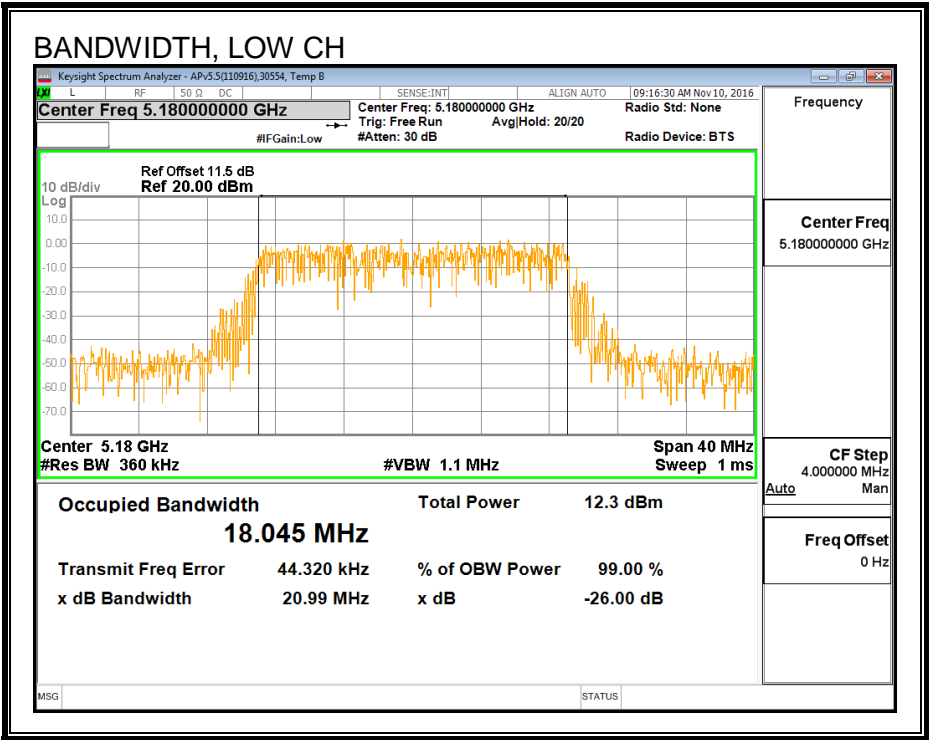 BANDWIDTH, LOW CH
Keysight Spectrum Analyzer - APv5.5(110916),30554, Temp B
LXI L RF 50 Ω DC SENSE:INT ALIGN AUTO 09:16:30 AM Nov 10, 2016
Center Freq 5.180000000 GHz
Center Freq: 5.180000000 GHz
Radio Std: None
Trig: Free Run Avg|Hold: 20/20
#IFGain:Low
#Atten: 30 dB
Radio Device: BTS
Ref Offset 11.5 dB
10 dB/div Ref 20.00 dBm
Log
10.0
0.00
-10.0
-20.0
-30.0
-40.0
-50.0
-60.0
-70.0
Center 5.18 GHz Span 40 MHz
#Res BW 360 kHz #VBW 1.1 MHz Sweep 1 ms
Occupied Bandwidth Total Power 12.3 dBm
18.045 MHz
Transmit Freq Error 44.320 kHz % of OBW Power 99.00 %
x dB Bandwidth 20.99 MHz x dB -26.00 dB
MSG STATUS
Frequency
Center Freq
5.180000000 GHz
CF Step
4.000000 MHz
Auto Man
Freq Offset
0 Hz